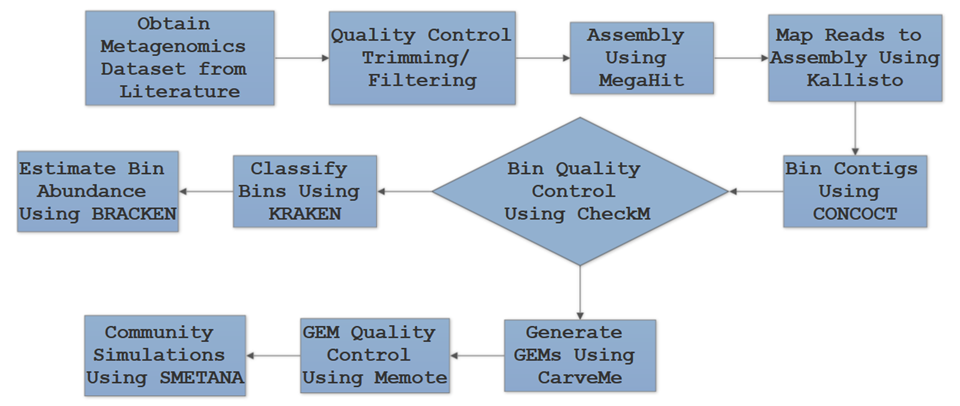 Obtain
Metagenomics
Dataset from
Literature
Quality Control
Trimming/
Filtering
Assembly
Using
MegaHit
Map Reads to
Assembly Using
Kallisto
Bin Contigs
Using
CONCOCT
Bin Quality
Control
Using CheckM
Classify
Bins Using
KRAKEN
Estimate Bin
Abundance
Using BRACKEN
Generate
GEMs Using
CarveMe
GEM Quality
Control
Using Memote
Community
Simulations
Using SMETANA